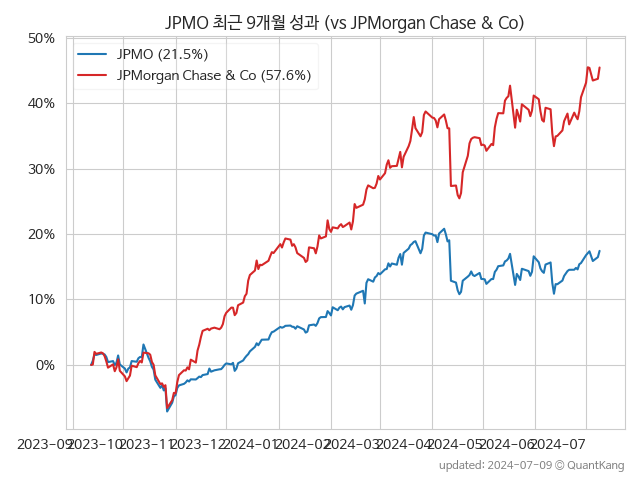 JPMO 최근 9개월 성과 (vs JPMorgan Chase & Co)
50%
JPMO (21.5%)
JPMorgan Chase & Co (57.6%)
40%
30%
20%
10%
0%
2023-09 2023-10 2023-11 2023-12 2024-01 2024-02 2024-03 2024-04 2024-05 2024-06 2024-07
updated: 2024-07-09 © QuantKang